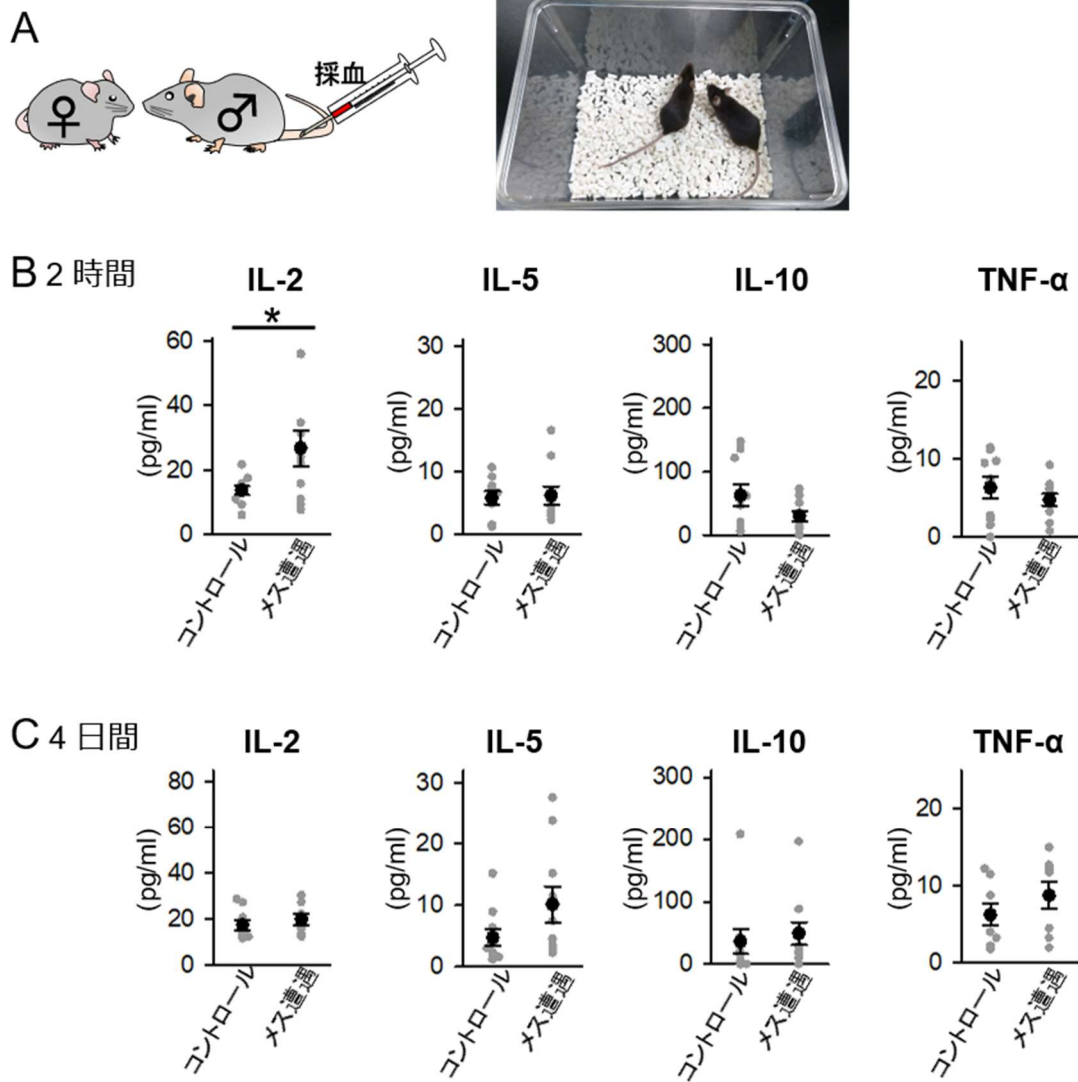 A
♀
♂
採血
B 2 時間
IL-2
IL-5
IL-10
TNF-α
*
(pg/ml)
60
40
20
0
コントロール
メス遭遇
(pg/ml)
30
20
10
0
コントロール
メス遭遇
(pg/ml)
300
200
100
0
コントロール
メス遭遇
(pg/ml)
20
10
0
コントロール
メス遭遇
C 4 日間
IL-2
IL-5
IL-10
TNF-α
(pg/ml)
80
60
40
20
0
コントロール
メス遭遇
(pg/ml)
30
20
10
0
コントロール
メス遭遇
(pg/ml)
300
200
100
0
コントロール
メス遭遇
(pg/ml)
20
10
0
コントロール
メス遭遇